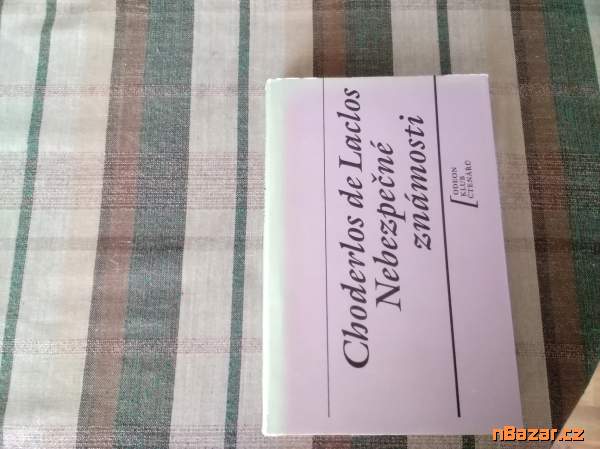 Choderlos de Laclos
Nebezpečné
známosti
ODEON
KLUB
ČTENÁŘŮ
nBazar.cz